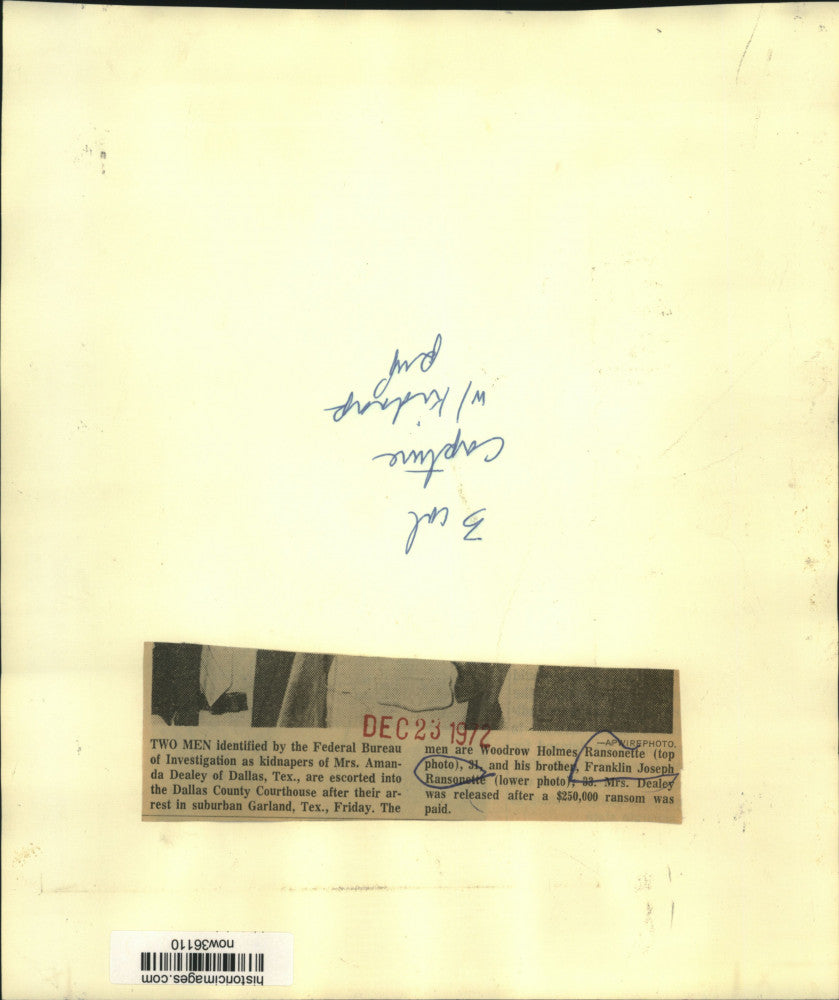 3 col
Capture
w/ kidnap
DEC 23 1972
—AP WIREPHOTO.
TWO MEN identified by the Federal Bureau
of Investigation as kidnapers of Mrs. Aman-
da Dealey of Dallas, Tex., are escorted into
the Dallas County Courthouse after their ar-
rest in suburban Garland, Tex., Friday. The
men are Woodrow Holmes Ransonette (top
photo), 31, and his brother, Franklin Joseph
Ransonette (lower photo), 33. Mrs. Dealey
was released after a $250,000 ransom was
paid.
historicimages.com
now36110